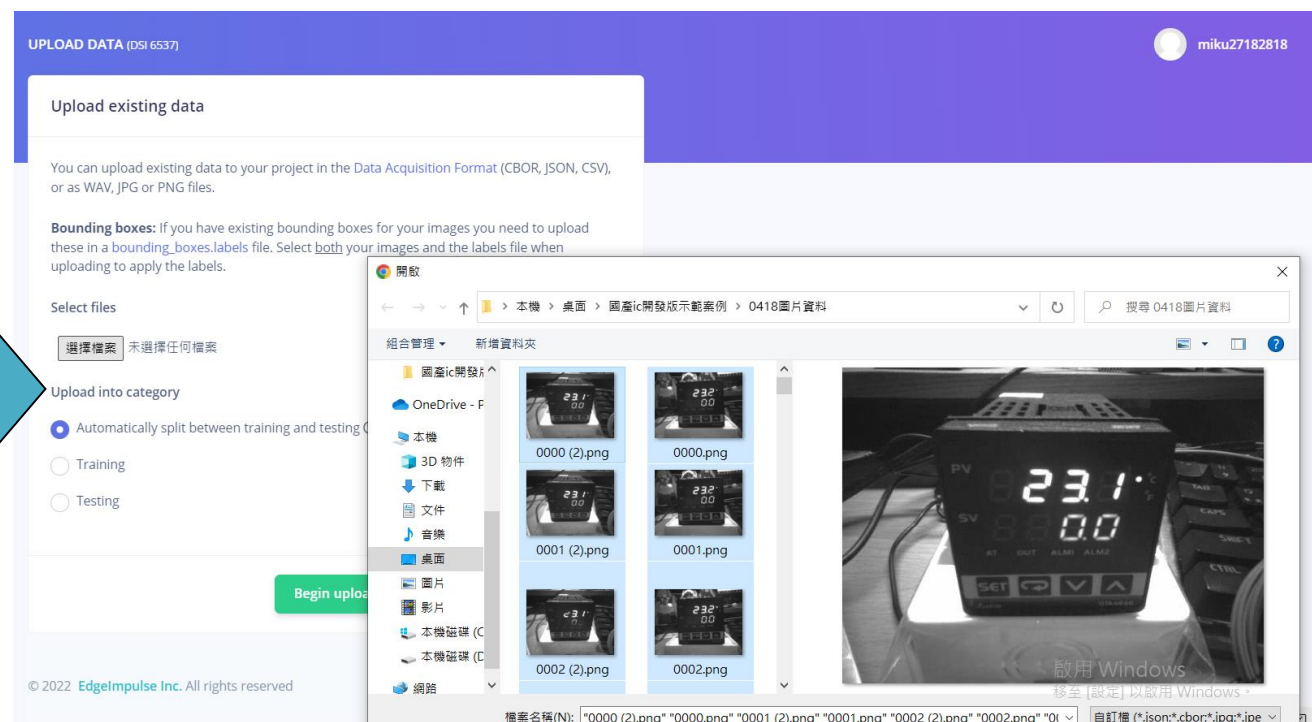 UPLOAD DATA (DSI 6537)
miku27182818
Upload existing data
You can upload existing data to your project in the Data Acquisition Format (CBOR, JSON, CSV),
or as WAV, JPG or PNG files.
Bounding boxes: If you have existing bounding boxes for your images you need to upload
these in a bounding_boxes.labels file. Select both your images and the labels file when
uploading to apply the labels.
Select files
選擇檔案 未選擇任何檔案
Upload into category
Automatically split between training and testing
Training
Testing
Begin uploa
© 2022 EdgeImpulse Inc. All rights reserved
開啟
本機 > 桌面 > 國產ic開發版示範案例 > 0418圖片資料
搜尋 0418圖片資料
組合管理 新增資料夾
國產ic開發
OneDrive - P
本機
3D 物件
下載
文件
音樂
桌面
圖片
影片
本機磁碟 (C
本機磁碟 (D
網路
0000 (2).png 0000.png
0001 (2).png 0001.png
0002 (2).png 0002.png
PV 23.1 °C °F
SV 0.0
AT OUT ALM1 ALM2
SET
CAPS
SHIFT
CTRL
啟用 Windows
移至 [設定] 以啟用 Windows。
檔案名稱(N): "0000 (2).png" "0000.png" "0001 (2).png" "0001.png" "0002 (2).png" "0002.png" "0(
自訂檔 (*.json;*.cbor;*.jpg;*.jpe